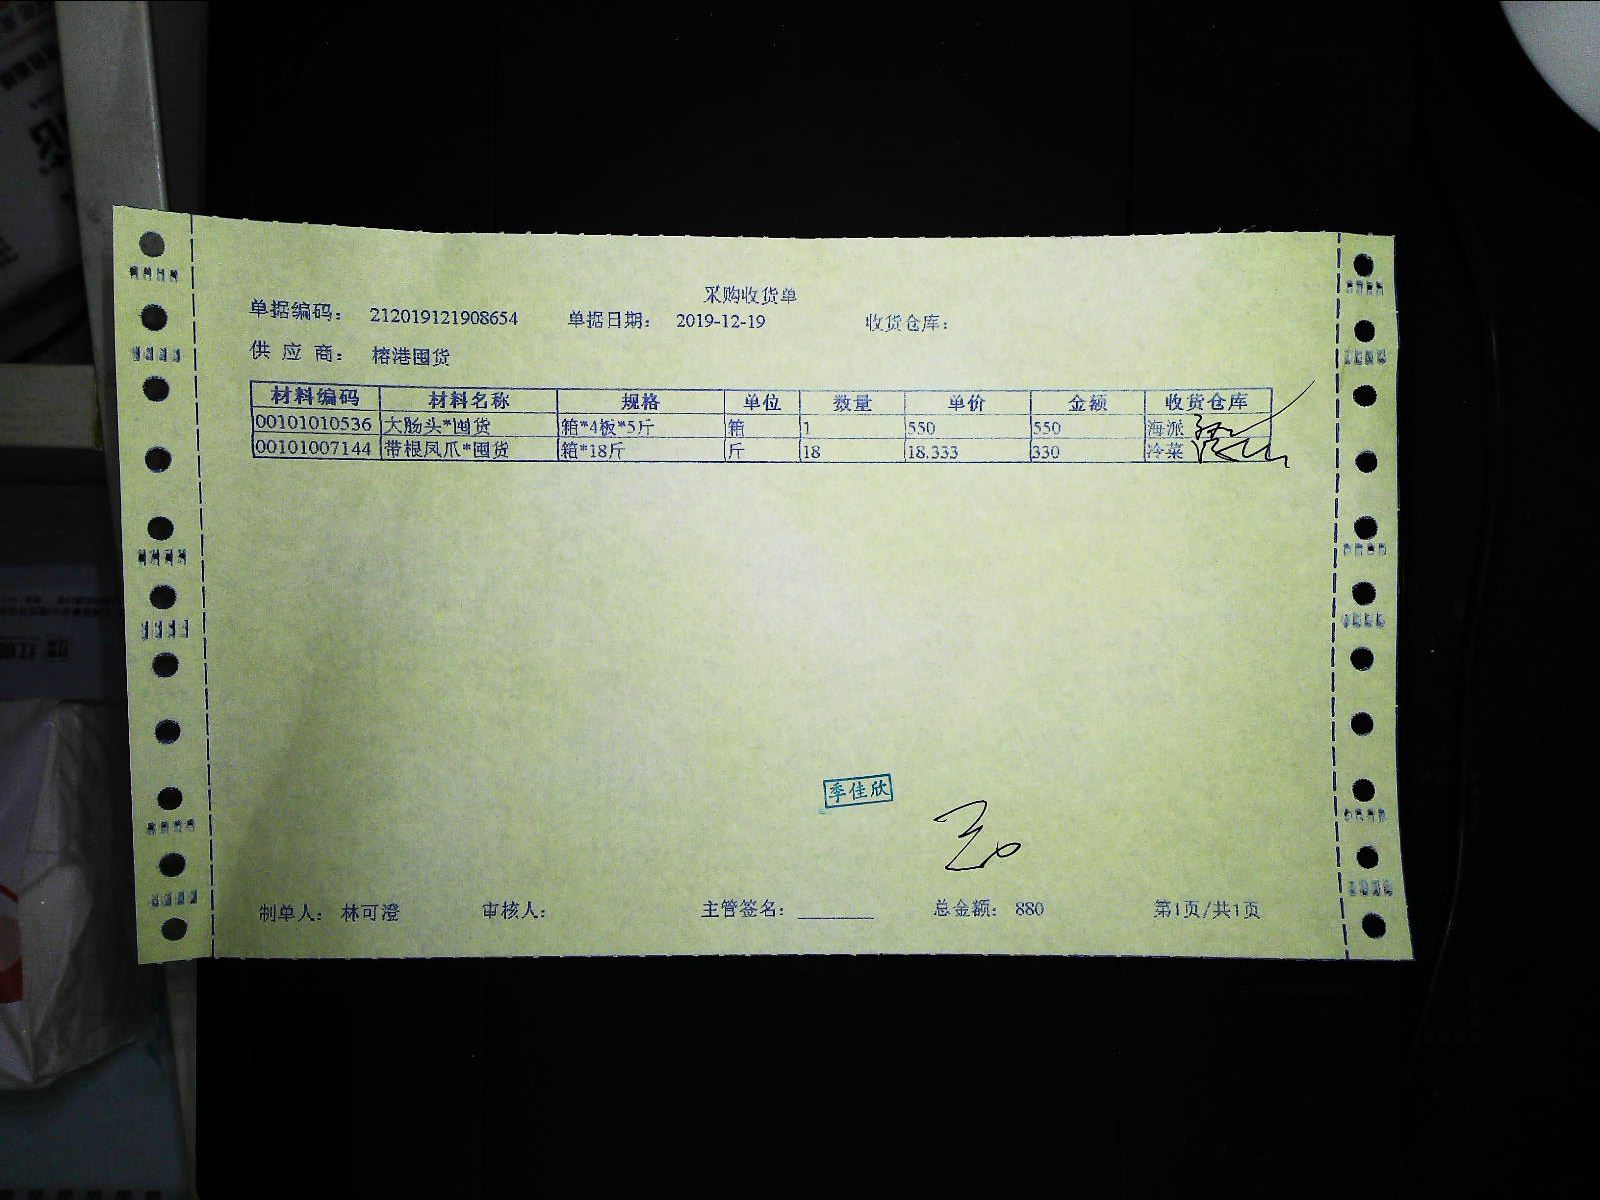 采购收货单
单据编码： 212019121908654 单据日期： 2019-12-19 收货仓库：
供 应 商： 榕港囤货
材料编码 材料名称 规格 单位 数量 单价 金额 收货仓库
00101010536 大肠头*囤货 箱*4板*5斤 箱 1 550 550 海派
00101007144 带根凤爪*囤货 箱*18斤 斤 18 18.333 330 冷菜
季佳欣
制单人： 林可澄 审核人： 主管签名： 总金额： 880 第1页/共1页